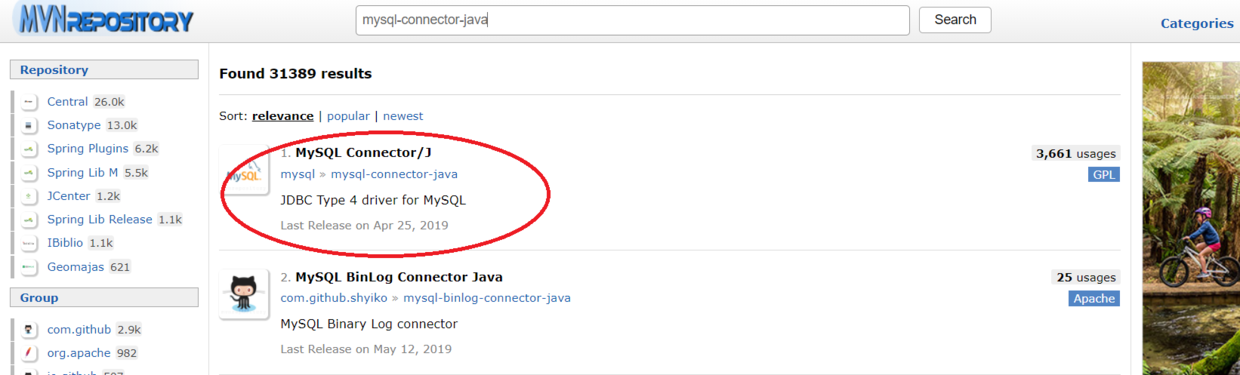 MVNREPOSITORY
mysql-connector-java
Search
Categories
Repository
Central 26.0k
Sonatype 13.0k
Spring Plugins 6.2k
Spring Lib M 5.5k
JCenter 1.2k
Spring Lib Release 1.1k
IBiblio 1.1k
Geomajas 621
Group
com.github 2.9k
org.apache 982
Found 31389 results
Sort: relevance | popular | newest
MySQL
1. MySQL Connector/J
3,661 usages
mysql » mysql-connector-java
GPL
JDBC Type 4 driver for MySQL
Last Release on Apr 25, 2019
2. MySQL BinLog Connector Java
25 usages
com.github.shyiko » mysql-binlog-connector-java
Apache
MySQL Binary Log connector
Last Release on May 12, 2019